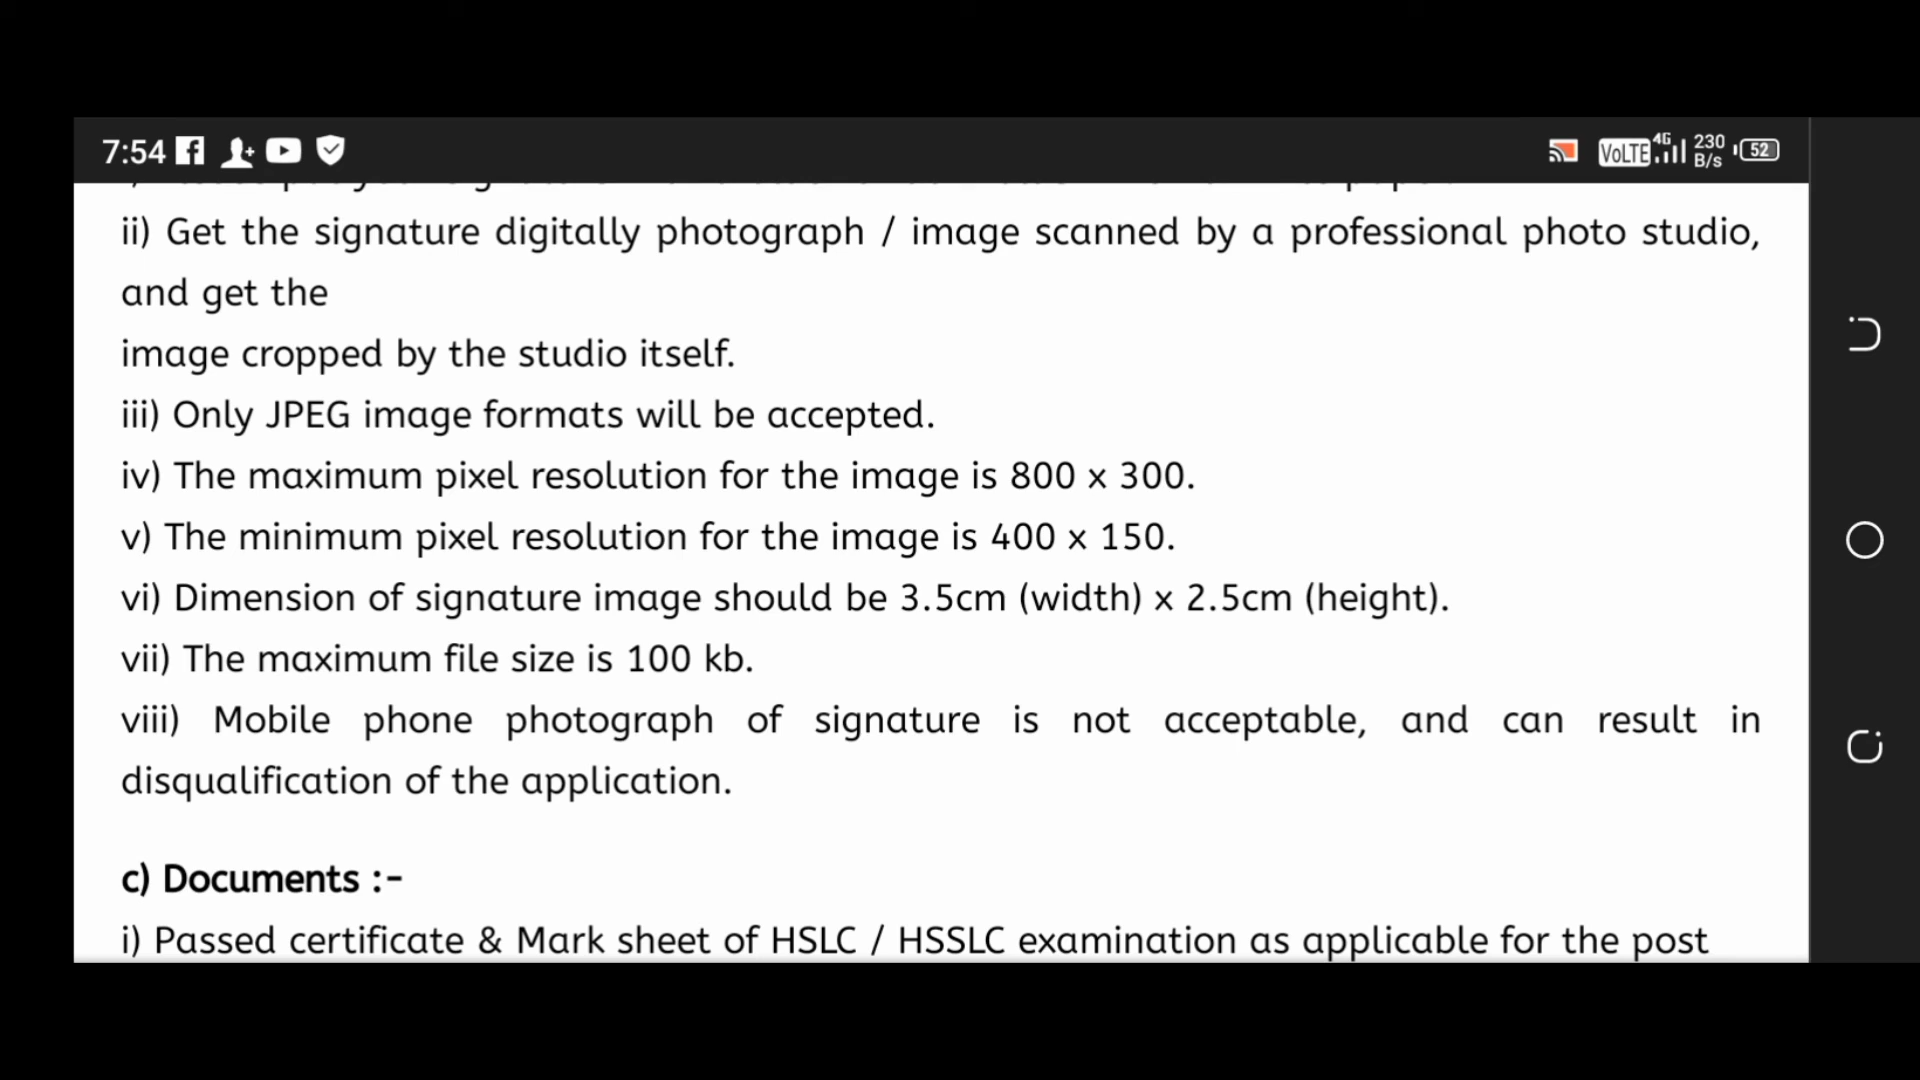 7:54 VoLTE 4G 230 B/s 52
ii) Get the signature digitally photograph / image scanned by a professional photo studio,
and get the
image cropped by the studio itself.
iii) Only JPEG image formats will be accepted.
iv) The maximum pixel resolution for the image is 800 x 300.
v) The minimum pixel resolution for the image is 400 x 150.
vi) Dimension of signature image should be 3.5cm (width) x 2.5cm (height).
vii) The maximum file size is 100 kb.
viii) Mobile phone photograph of signature is not acceptable, and can result in
disqualification of the application.
c) Documents :-
i) Passed certificate & Mark sheet of HSLC / HSSLC examination as applicable for the post